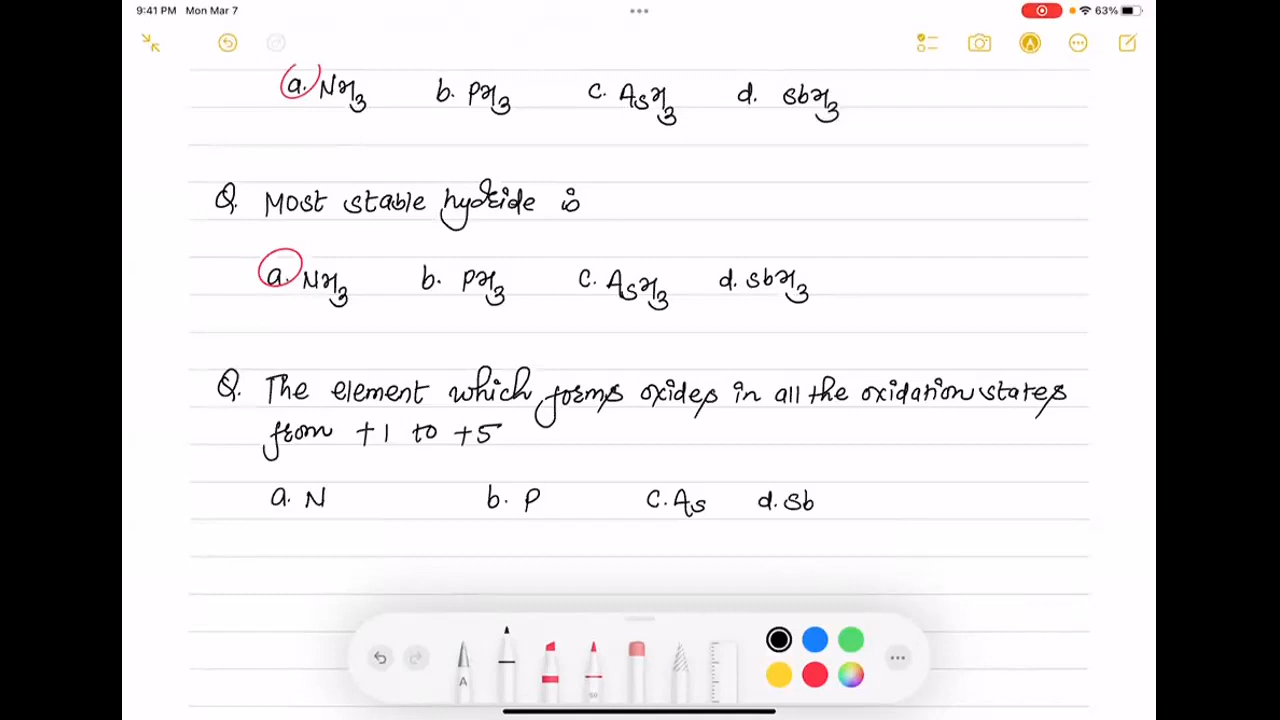 9:41 PM Mon Mar 7
63%
a. NH3 b. PH3 c. AsH3 d. SbH3
Q. Most stable hydride is
a. NH3 b. PH3 c. AsH3 d. SbH3
Q. The element which forms oxides in all the oxidation states
from +1 to +5
a. N b. P c. As d. Sb
A
50